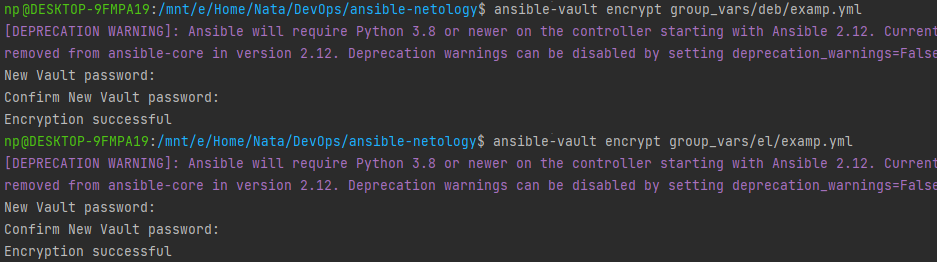 np@DESKTOP-9FMPA19:/mnt/e/Home/Nata/DevOps/ansible-netology$ ansible-vault encrypt group_vars/deb/examp.yml
[DEPRECATION WARNING]: Ansible will require Python 3.8 or newer on the controller starting with Ansible 2.12. Current
removed from ansible-core in version 2.12. Deprecation warnings can be disabled by setting deprecation_warnings=False
New Vault password:
Confirm New Vault password:
Encryption successful
np@DESKTOP-9FMPA19:/mnt/e/Home/Nata/DevOps/ansible-netology$ ansible-vault encrypt group_vars/el/examp.yml
[DEPRECATION WARNING]: Ansible will require Python 3.8 or newer on the controller starting with Ansible 2.12. Current
removed from ansible-core in version 2.12. Deprecation warnings can be disabled by setting deprecation_warnings=False
New Vault password:
Confirm New Vault password:
Encryption successful